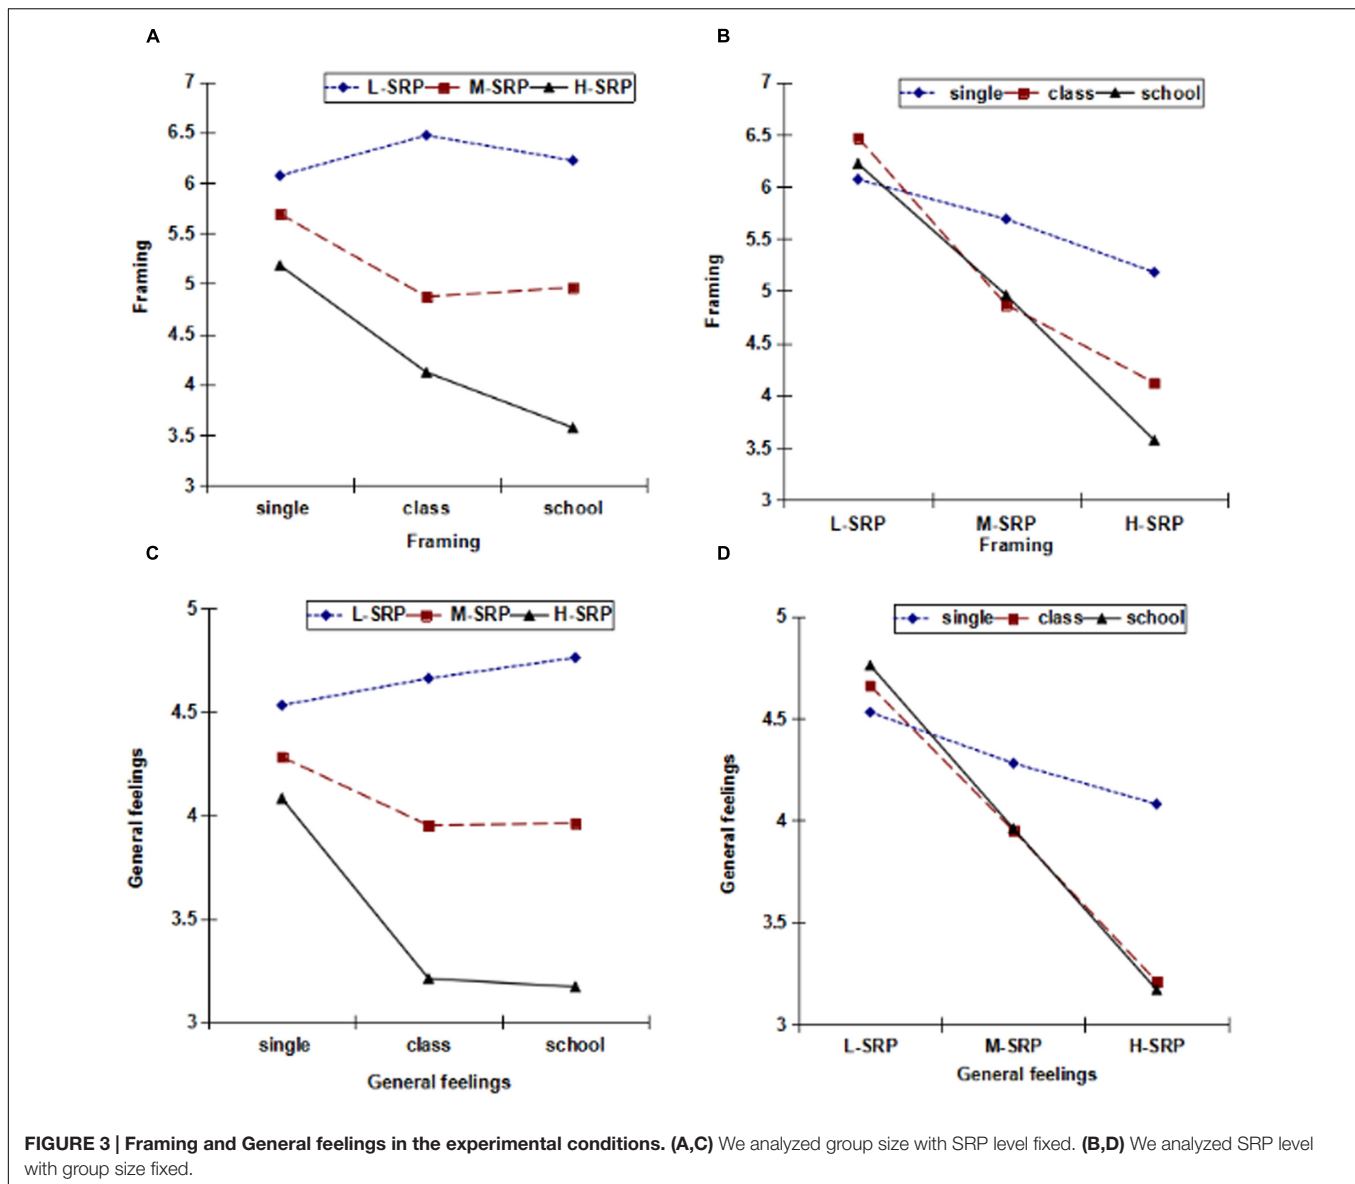 A
L-SRP M-SRP H-SRP
7
6.5
6
5.5
5
4.5
4
3.5
3
Framing
single class school
Framing
B
single class school
7
6.5
6
5.5
5
4.5
4
3.5
3
Framing
L-SRP M-SRP H-SRP
Framing
C
L-SRP M-SRP H-SRP
5
4.5
4
3.5
3
General feelings
single class school
General feelings
D
single class school
5
4.5
4
3.5
3
General feelings
L-SRP M-SRP H-SRP
General feelings
FIGURE 3 | Framing and General feelings in the experimental conditions. (A,C) We analyzed group size with SRP level fixed. (B,D) We analyzed SRP level
with group size fixed.